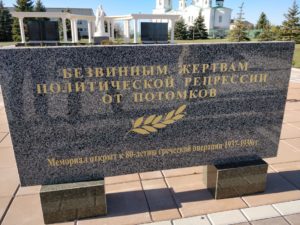 БЕЗВИННЫМ ЖЕРТВАМ
ПОЛИТИЧЕСКОЙ РЕПРЕССИИ
ОТ ПОТОМКОВ
Мемориал открыт к 80-летию греческой операции 1937-1938гг